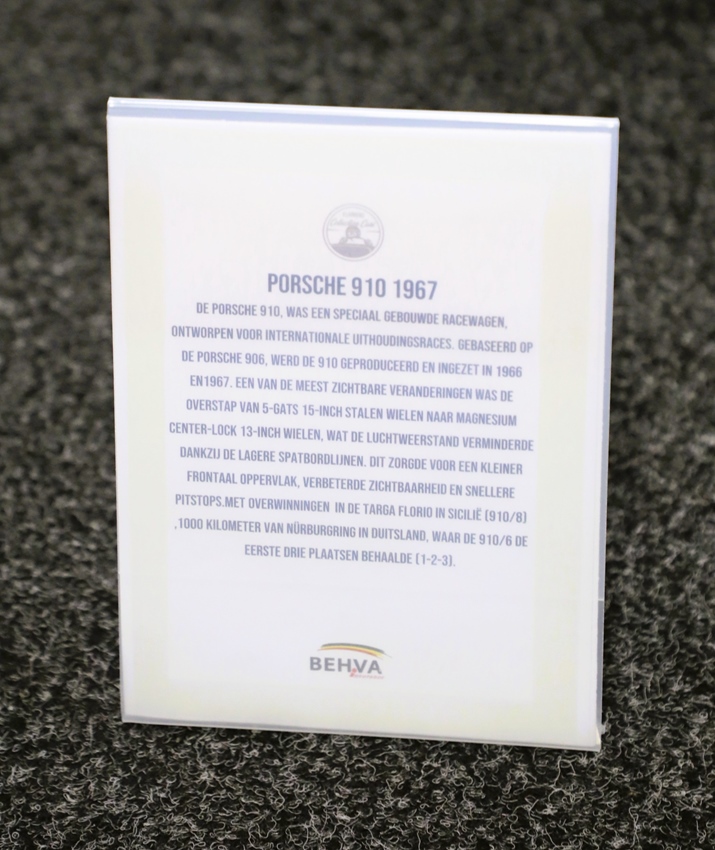 PORSCHE 910 1967
DE PORSCHE 910, WAS EEN SPECIAAL GEBOUWDE RACEWAGEN,
ONTWORPEN VOOR INTERNATIONALE UITHOUDINGSRACES. GEBASEERD OP
DE PORSCHE 906, WERD DE 910 GEPRODUCEERD EN INGEZET IN 1966
EN1967. EEN VAN DE MEEST ZICHTBARE VERANDERINGEN WAS DE
OVERSTAP VAN 5-GATS 15-INCH STALEN WIELEN NAAR MAGNESIUM
CENTER-LOCK 13-INCH WIELEN, WAT DE LUCHTWEERSTAND VERMINDERDE
DANKZIJ DE LAGERE SPATBORDLIJNEN. DIT ZORGDE VOOR EEN KLEINER
FRONTAAL OPPERVLAK, VERBETERDE ZICHTBAARHEID EN SNELLERE
PITSTOPS.MET OVERWINNINGEN IN DE TARGA FLORIO IN SICILIË (910/8)
,1000 KILOMETER VAN NÜRBURGRING IN DUITSLAND, WAAR DE 910/6 DE
EERSTE DRIE PLAATSEN BEHAALDE (1-2-3).
BEHVA